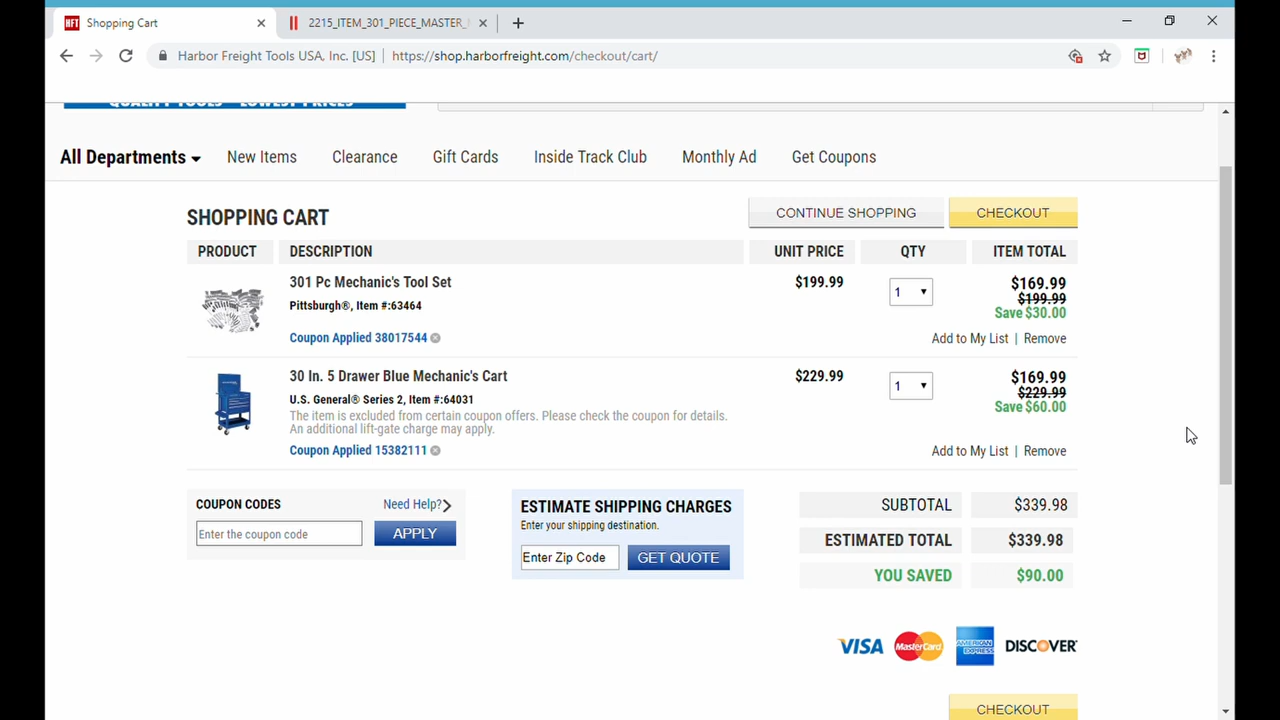 Shopping Cart
2215_ITEM_301_PIECE_MASTER_
Harbor Freight Tools USA, Inc. [US] | https://shop.harborfreight.com/checkout/cart/
QUALITY TOOLS LOWEST PRICES
All Departments New Items Clearance Gift Cards Inside Track Club Monthly Ad Get Coupons
SHOPPING CART CONTINUE SHOPPING CHECKOUT
PRODUCT DESCRIPTION UNIT PRICE QTY ITEM TOTAL
301 Pc Mechanic's Tool Set $199.99 1 $169.99
Pittsburgh®, Item #:63464 $199.99
Save $30.00
Coupon Applied 38017544 Add to My List | Remove
30 In. 5 Drawer Blue Mechanic's Cart $229.99 1 $169.99
U.S. General® Series 2, Item #:64031 $229.99
The item is excluded from certain coupon offers. Please check the coupon for details. Save $60.00
An additional lift-gate charge may apply.
Coupon Applied 15382111 Add to My List | Remove
COUPON CODES Need Help?
Enter the coupon code APPLY
ESTIMATE SHIPPING CHARGES
Enter your shipping destination.
Enter Zip Code GET QUOTE
SUBTOTAL $339.98
ESTIMATED TOTAL $339.98
YOU SAVED $90.00
VISA MasterCard AMERICAN EXPRESS DISCOVER
CHECKOUT